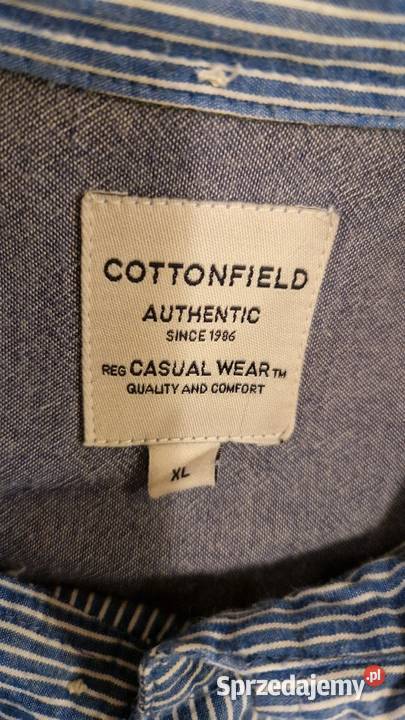 COTTONFIELD
AUTHENTIC
SINCE 1986
REG CASUAL WEAR TM
QUALITY AND COMFORT
XL
Sprzedajemy.pl